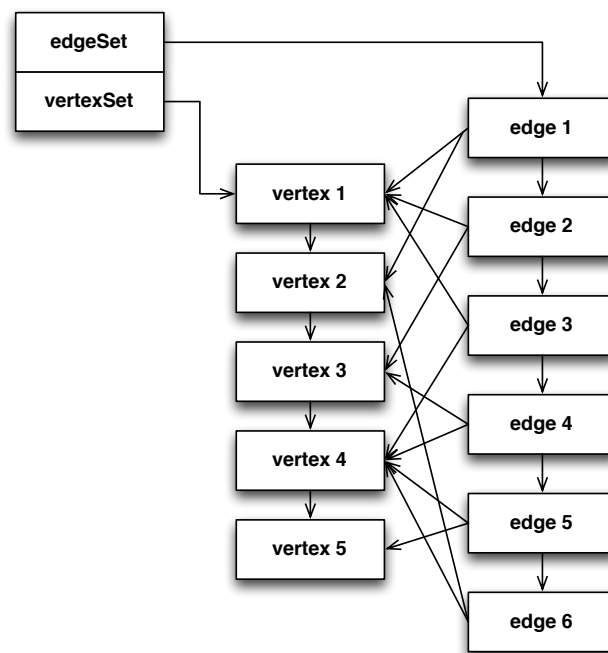 edgeSet
vertexSet
edge 1
vertex 1
edge 2
vertex 2
edge 3
vertex 3
edge 4
vertex 4
edge 5
vertex 5
edge 6